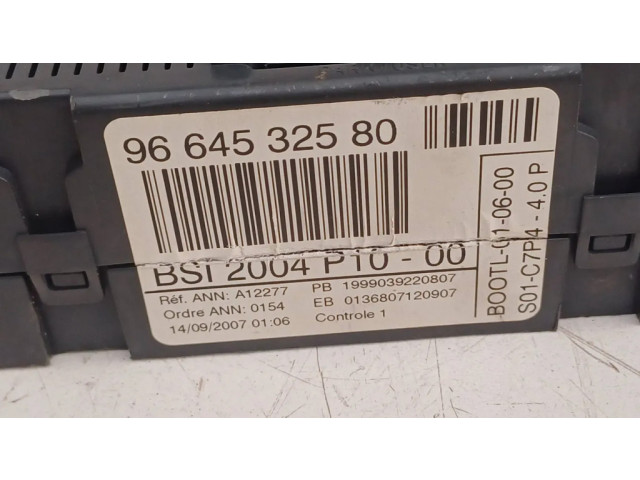 96 645 325 80
BSI 2004 P10 - 00
Réf. ANN: A12277
Ordre ANN: 0154
14/09/2007 01:06
PB 1999039220807
EB 0136807120907
Controle 1
BOOTL-01-06-00
S01-C7P4 - 4.0 P